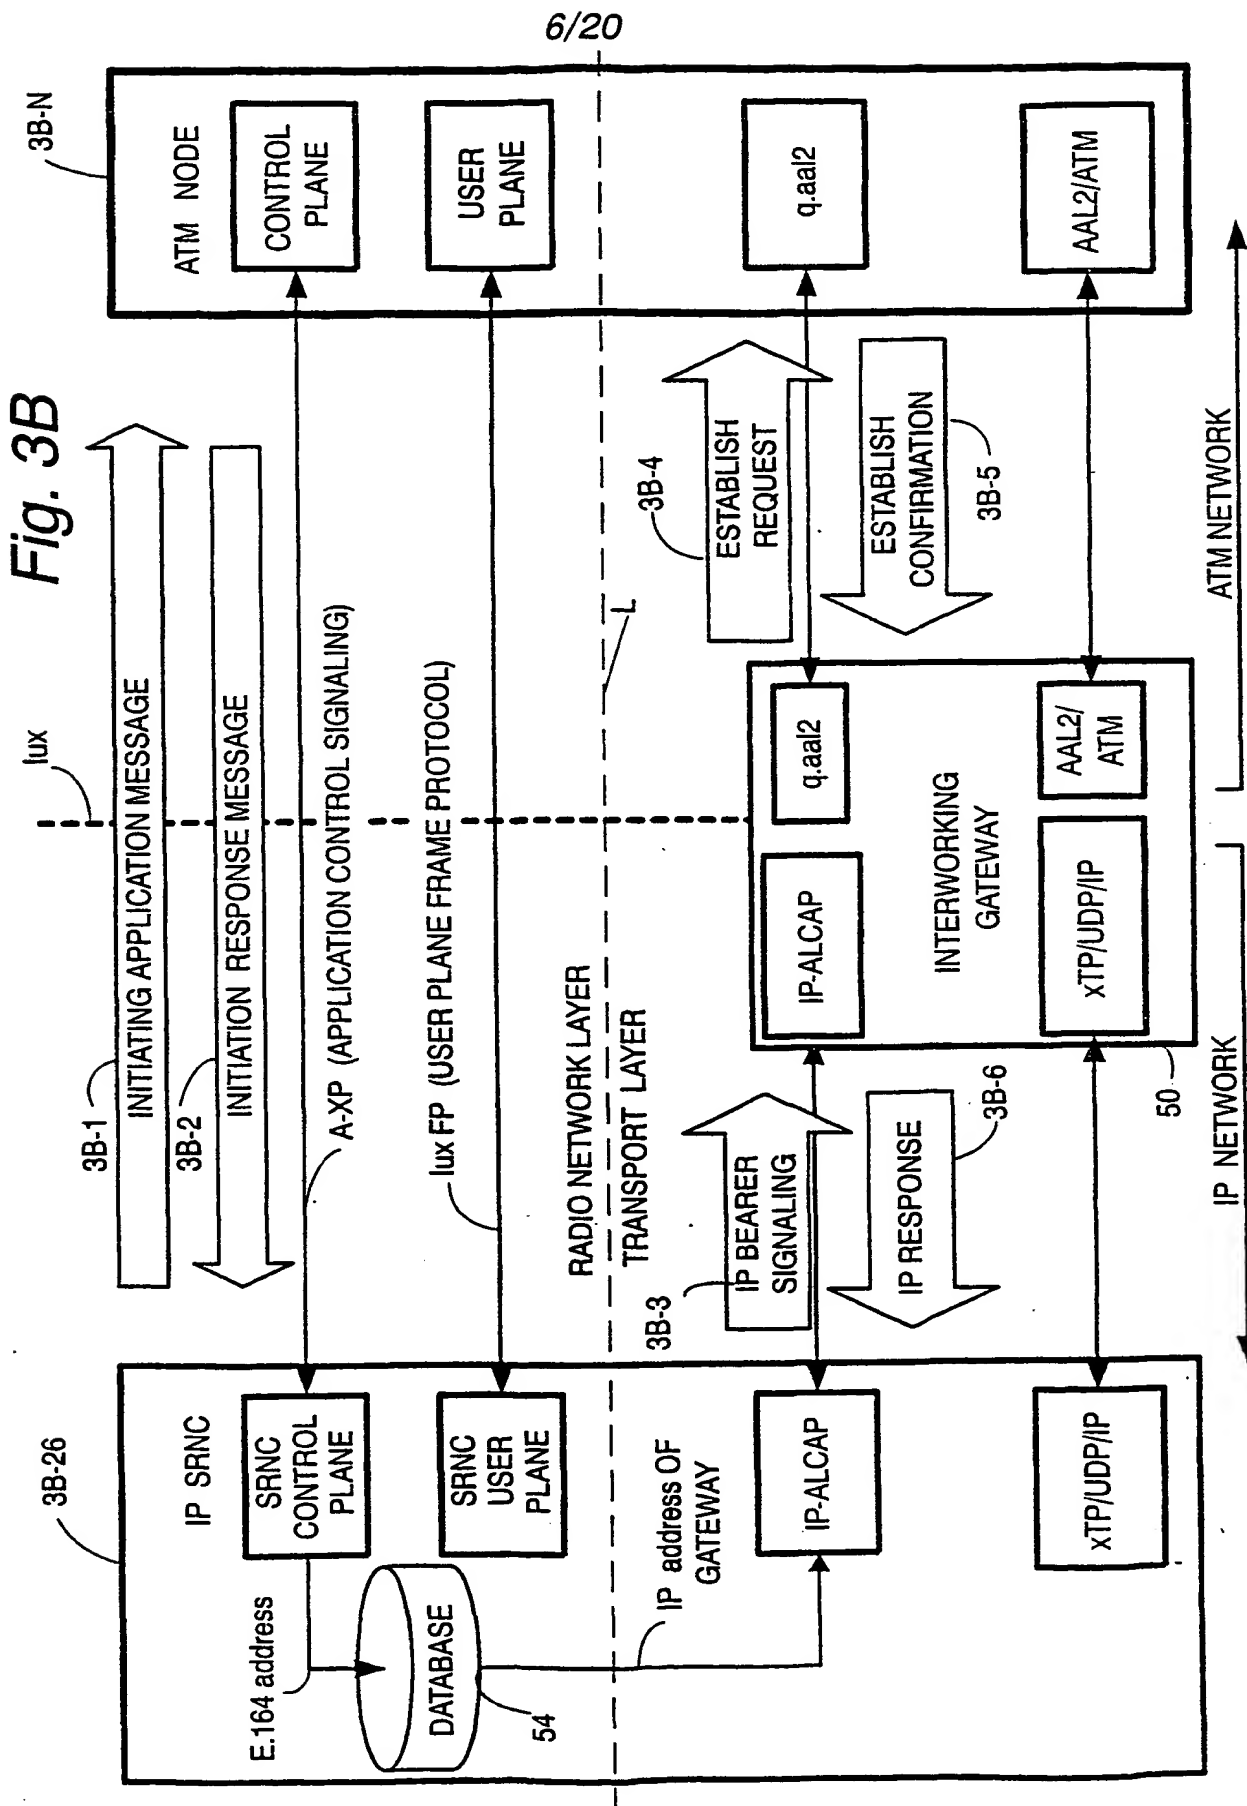 6/20
Fig. 3B
3B-26
IP SRNC
SRNC
CONTROL
PLANE
SRNC
USER
PLANE
E.164 address
DATABASE
54
IP address OF
GATEWAY
IP-ALCAP
xTP/UDP/IP
Iux
3B-1
INITIATING APPLICATION MESSAGE
3B-2
INITIATION RESPONSE MESSAGE
A-XP (APPLICATION CONTROL SIGNALING)
Iux FP (USER PLANE FRAME PROTOCOL)
RADIO NETWORK LAYER
TRANSPORT LAYER
L
3B-3
IP BEARER
SIGNALING
IP RESPONSE
3B-6
50
IP-ALCAP
q.aal2
INTERWORKING
GATEWAY
xTP/UDP/IP
AAL2/
ATM
3B-4
ESTABLISH
REQUEST
ESTABLISH
CONFIRMATION
3B-5
3B-N
ATM NODE
CONTROL
PLANE
USER
PLANE
q.aal2
AAL2/ATM
IP NETWORK
ATM NETWORK